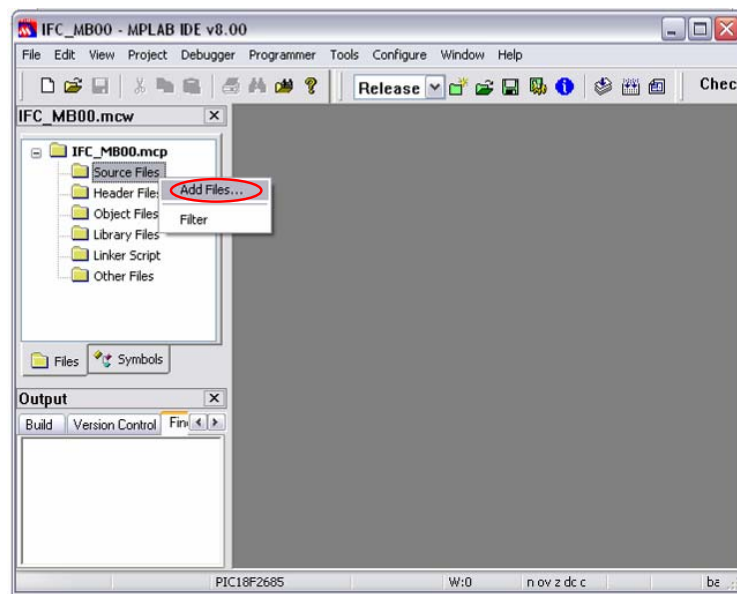 IFC_MB00 - MPLAB IDE v8.00
File Edit View Project Debugger Programmer Tools Configure Window Help
Release Chec
IFC_MB00.mcw
IFC_MB00.mcp
Source Files
Header File
Add Files...
Object Files
Filter
Library Files
Linker Script
Other Files
Files Symbols
Output
Build Version Control Fin
PIC18F2685 W:0 n ov z dc c ba